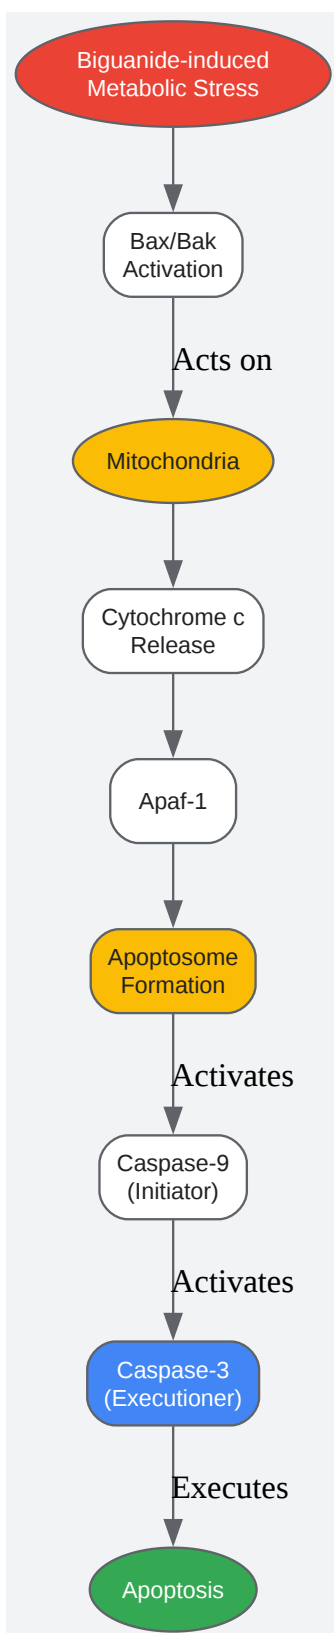 Biguanide-induced
Metabolic Stress
Bax/Bak
Activation
Acts on
Mitochondria
Cytochrome c
Release
Apaf-1
Apoptosome
Formation
Activates
Caspase-9
(Initiator)
Activates
Caspase-3
(Executioner)
Executes
Apoptosis